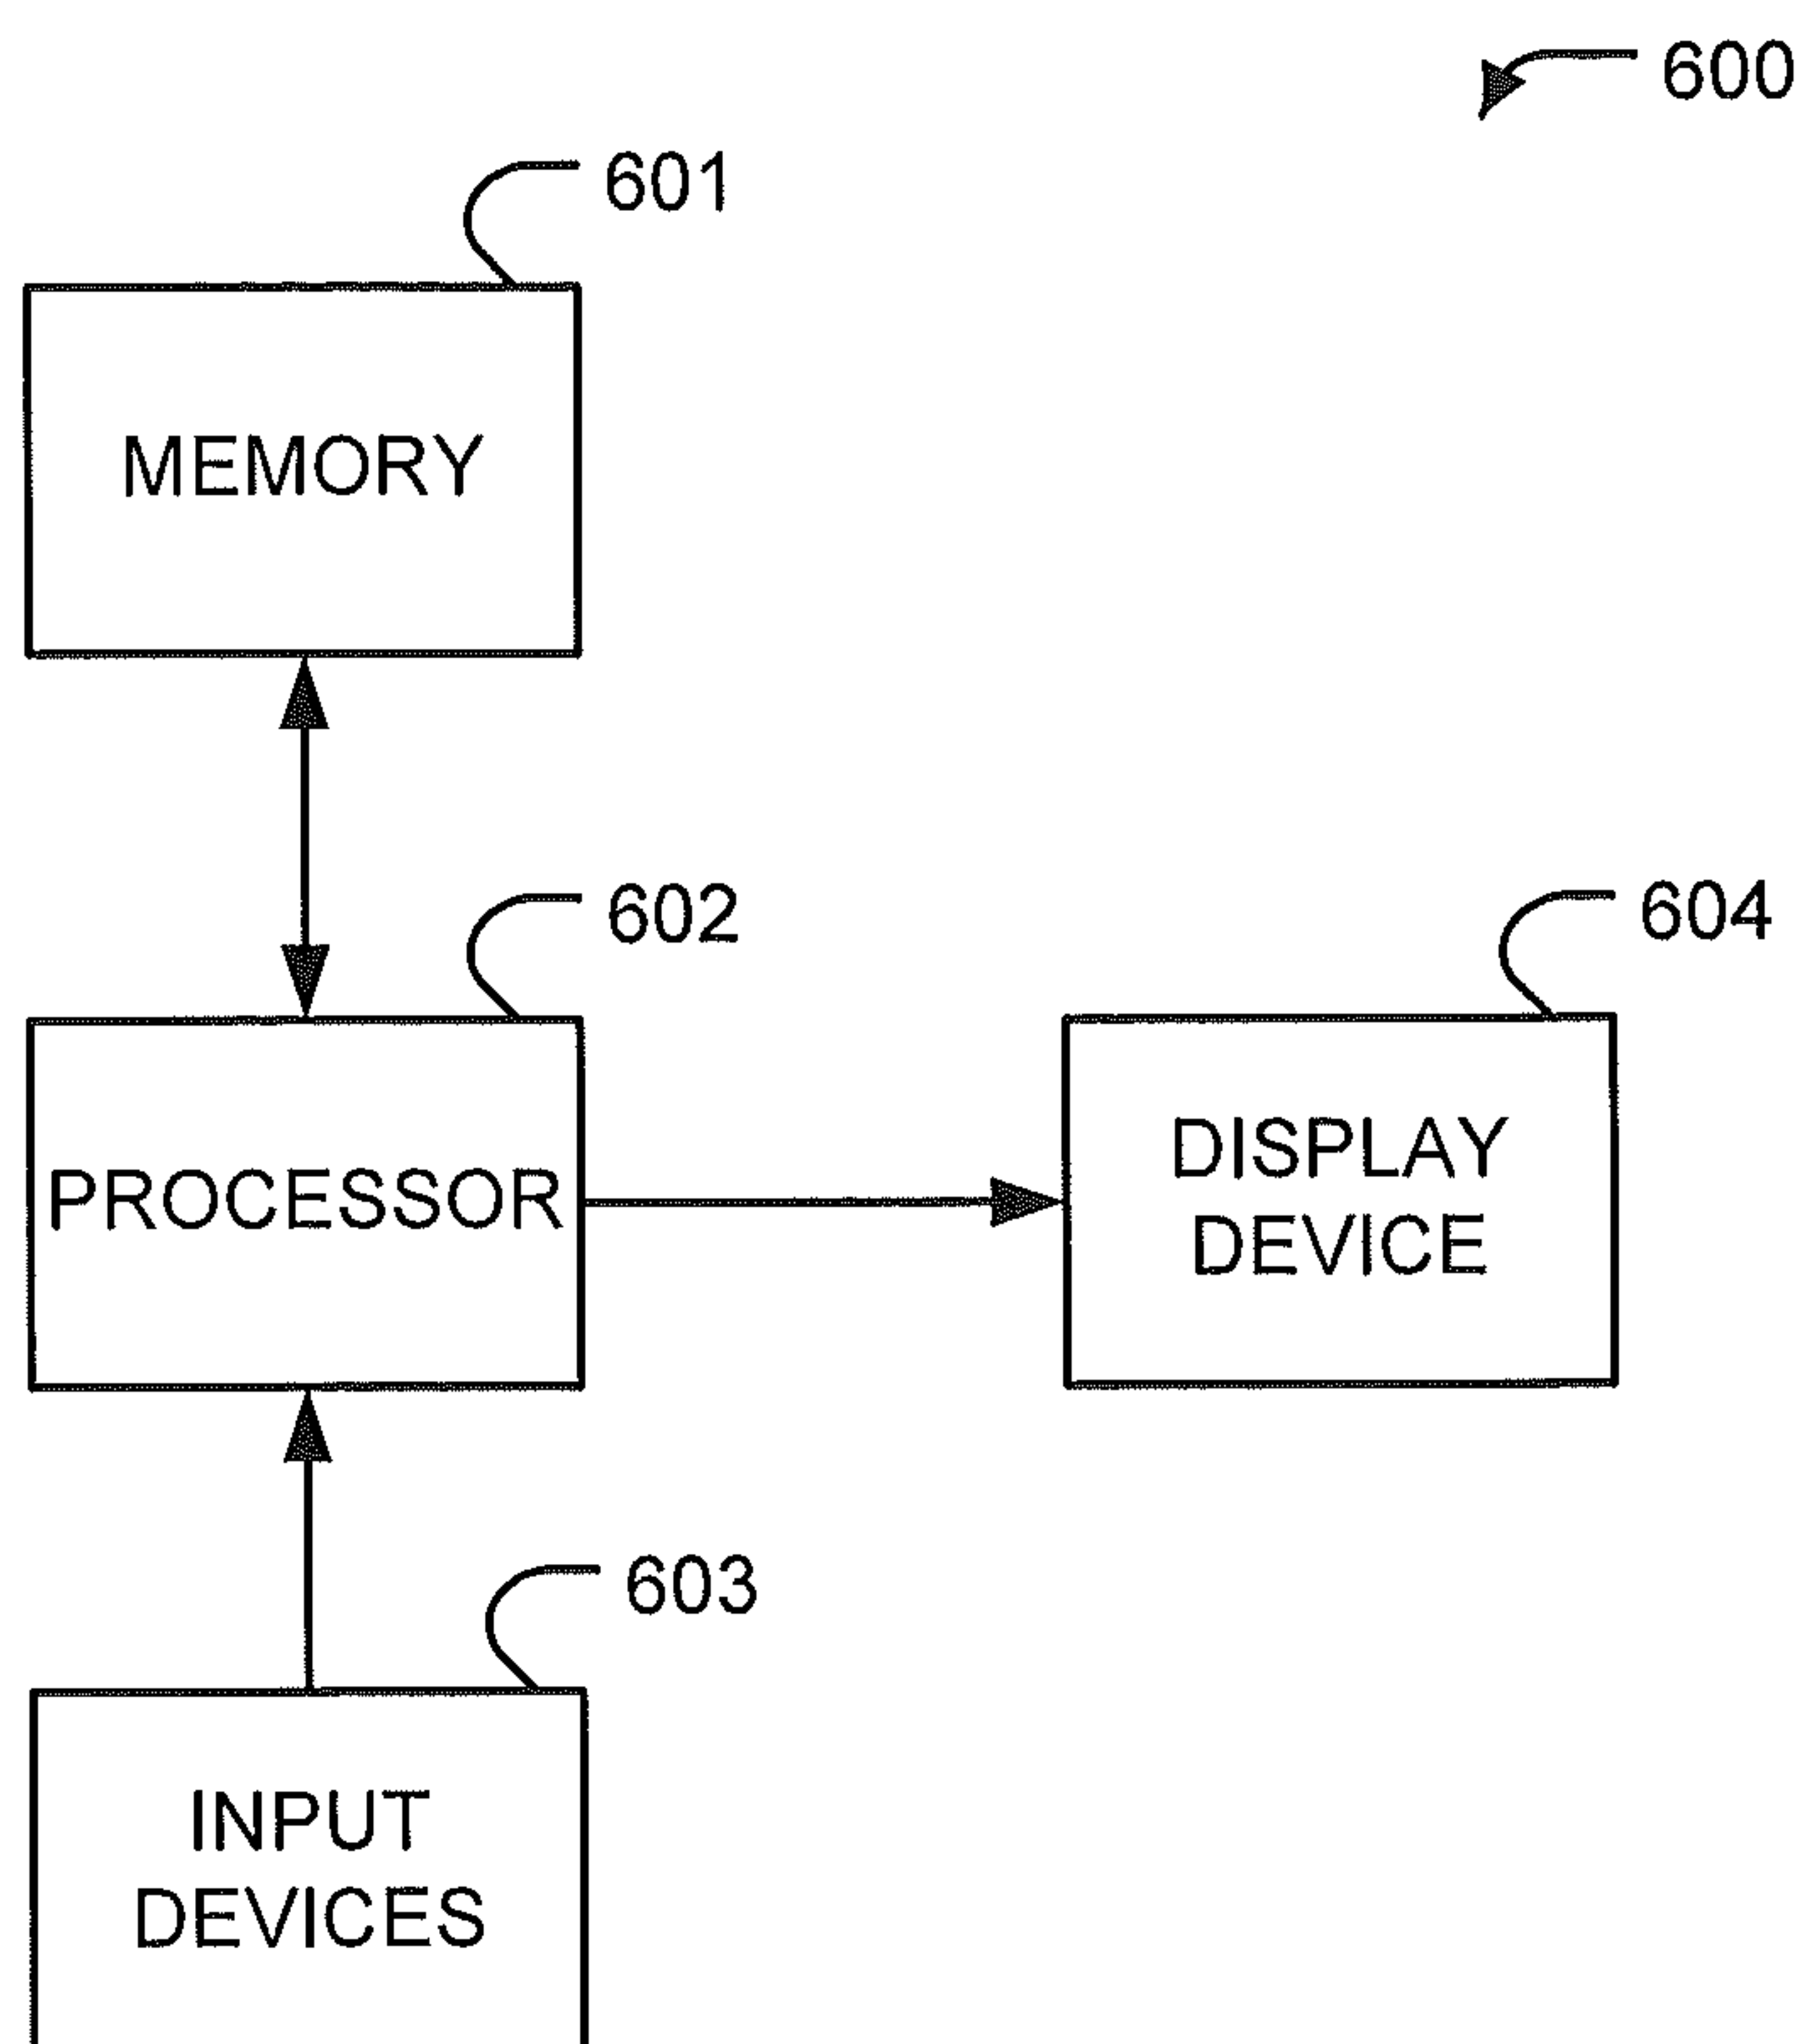 600
601
MEMORY
602
604
PROCESSOR
DISPLAY
DEVICE
603
INPUT
DEVICES